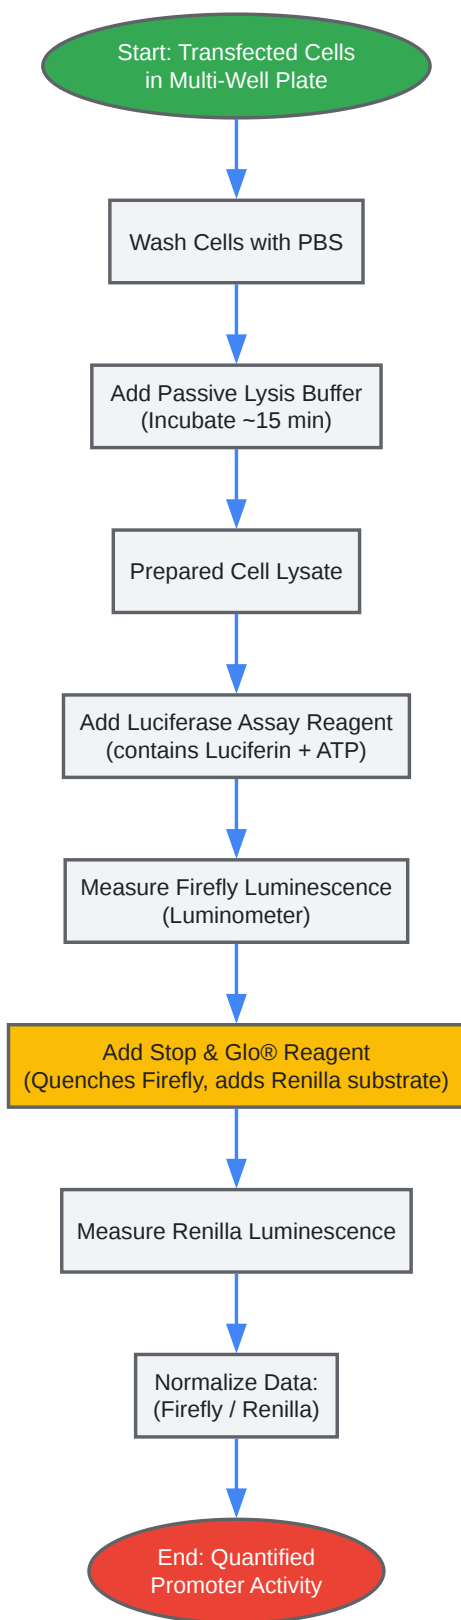 Start: Transfected Cells
in Multi-Well Plate
Wash Cells with PBS
Add Passive Lysis Buffer
(Incubate ~15 min)
Prepared Cell Lysate
Add Luciferase Assay Reagent
(contains Luciferin + ATP)
Measure Firefly Luminescence
(Luminometer)
Add Stop & Glo® Reagent
(Quenches Firefly, adds Renilla substrate)
Measure Renilla Luminescence
Normalize Data:
(Firefly / Renilla)
End: Quantified
Promoter Activity